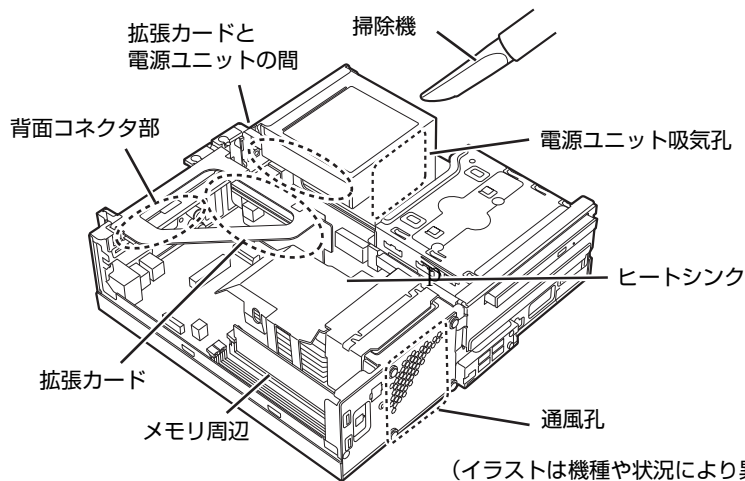 拡張カードと
電源ユニットの間
掃除機
背面コネクタ部
電源ユニット吸気孔
P
ヒートシンク
拡張カード
メモリ周辺
通風孔
(イラストは機種や状況により